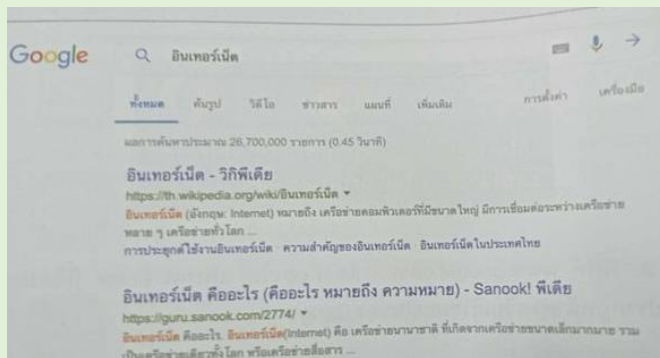 Google
อินเทอร์เน็ต
ทั้งหมด ค้นรูป วิดีโอ ข่าวสาร แผนที่ เพิ่มเติม การตั้งค่า เครื่องมือ
ผลการค้นหาประมาณ 26,700,000 รายการ (0.45 วินาที)
อินเทอร์เน็ต - วิกิพีเดีย
https://th.wikipedia.org/wiki/อินเทอร์เน็ต
อินเทอร์เน็ต (อังกฤษ: Internet) หมายถึง เครือข่ายคอมพิวเตอร์ที่มีขนาดใหญ่ มีการเชื่อมต่อระหว่างเครือข่าย
หลาย ๆ เครือข่ายทั่วโลก ...
การประยุกต์ใช้งานอินเทอร์เน็ต · ความสำคัญของอินเทอร์เน็ต · อินเทอร์เน็ตในประเทศไทย
อินเทอร์เน็ต คืออะไร (คืออะไร หมายถึง ความหมาย) - Sanook! พีเดีย
https://guru.sanook.com/2774/
อินเทอร์เน็ต คืออะไร. อินเทอร์เน็ต(Internet) คือ เครือข่ายนานาชาติ ที่เกิดจากเครือข่ายขนาดเล็กมากมาย รวม
เป็นเครือข่ายเดียวทั้งโลก หรือเครือข่ายสื่อสาร ...